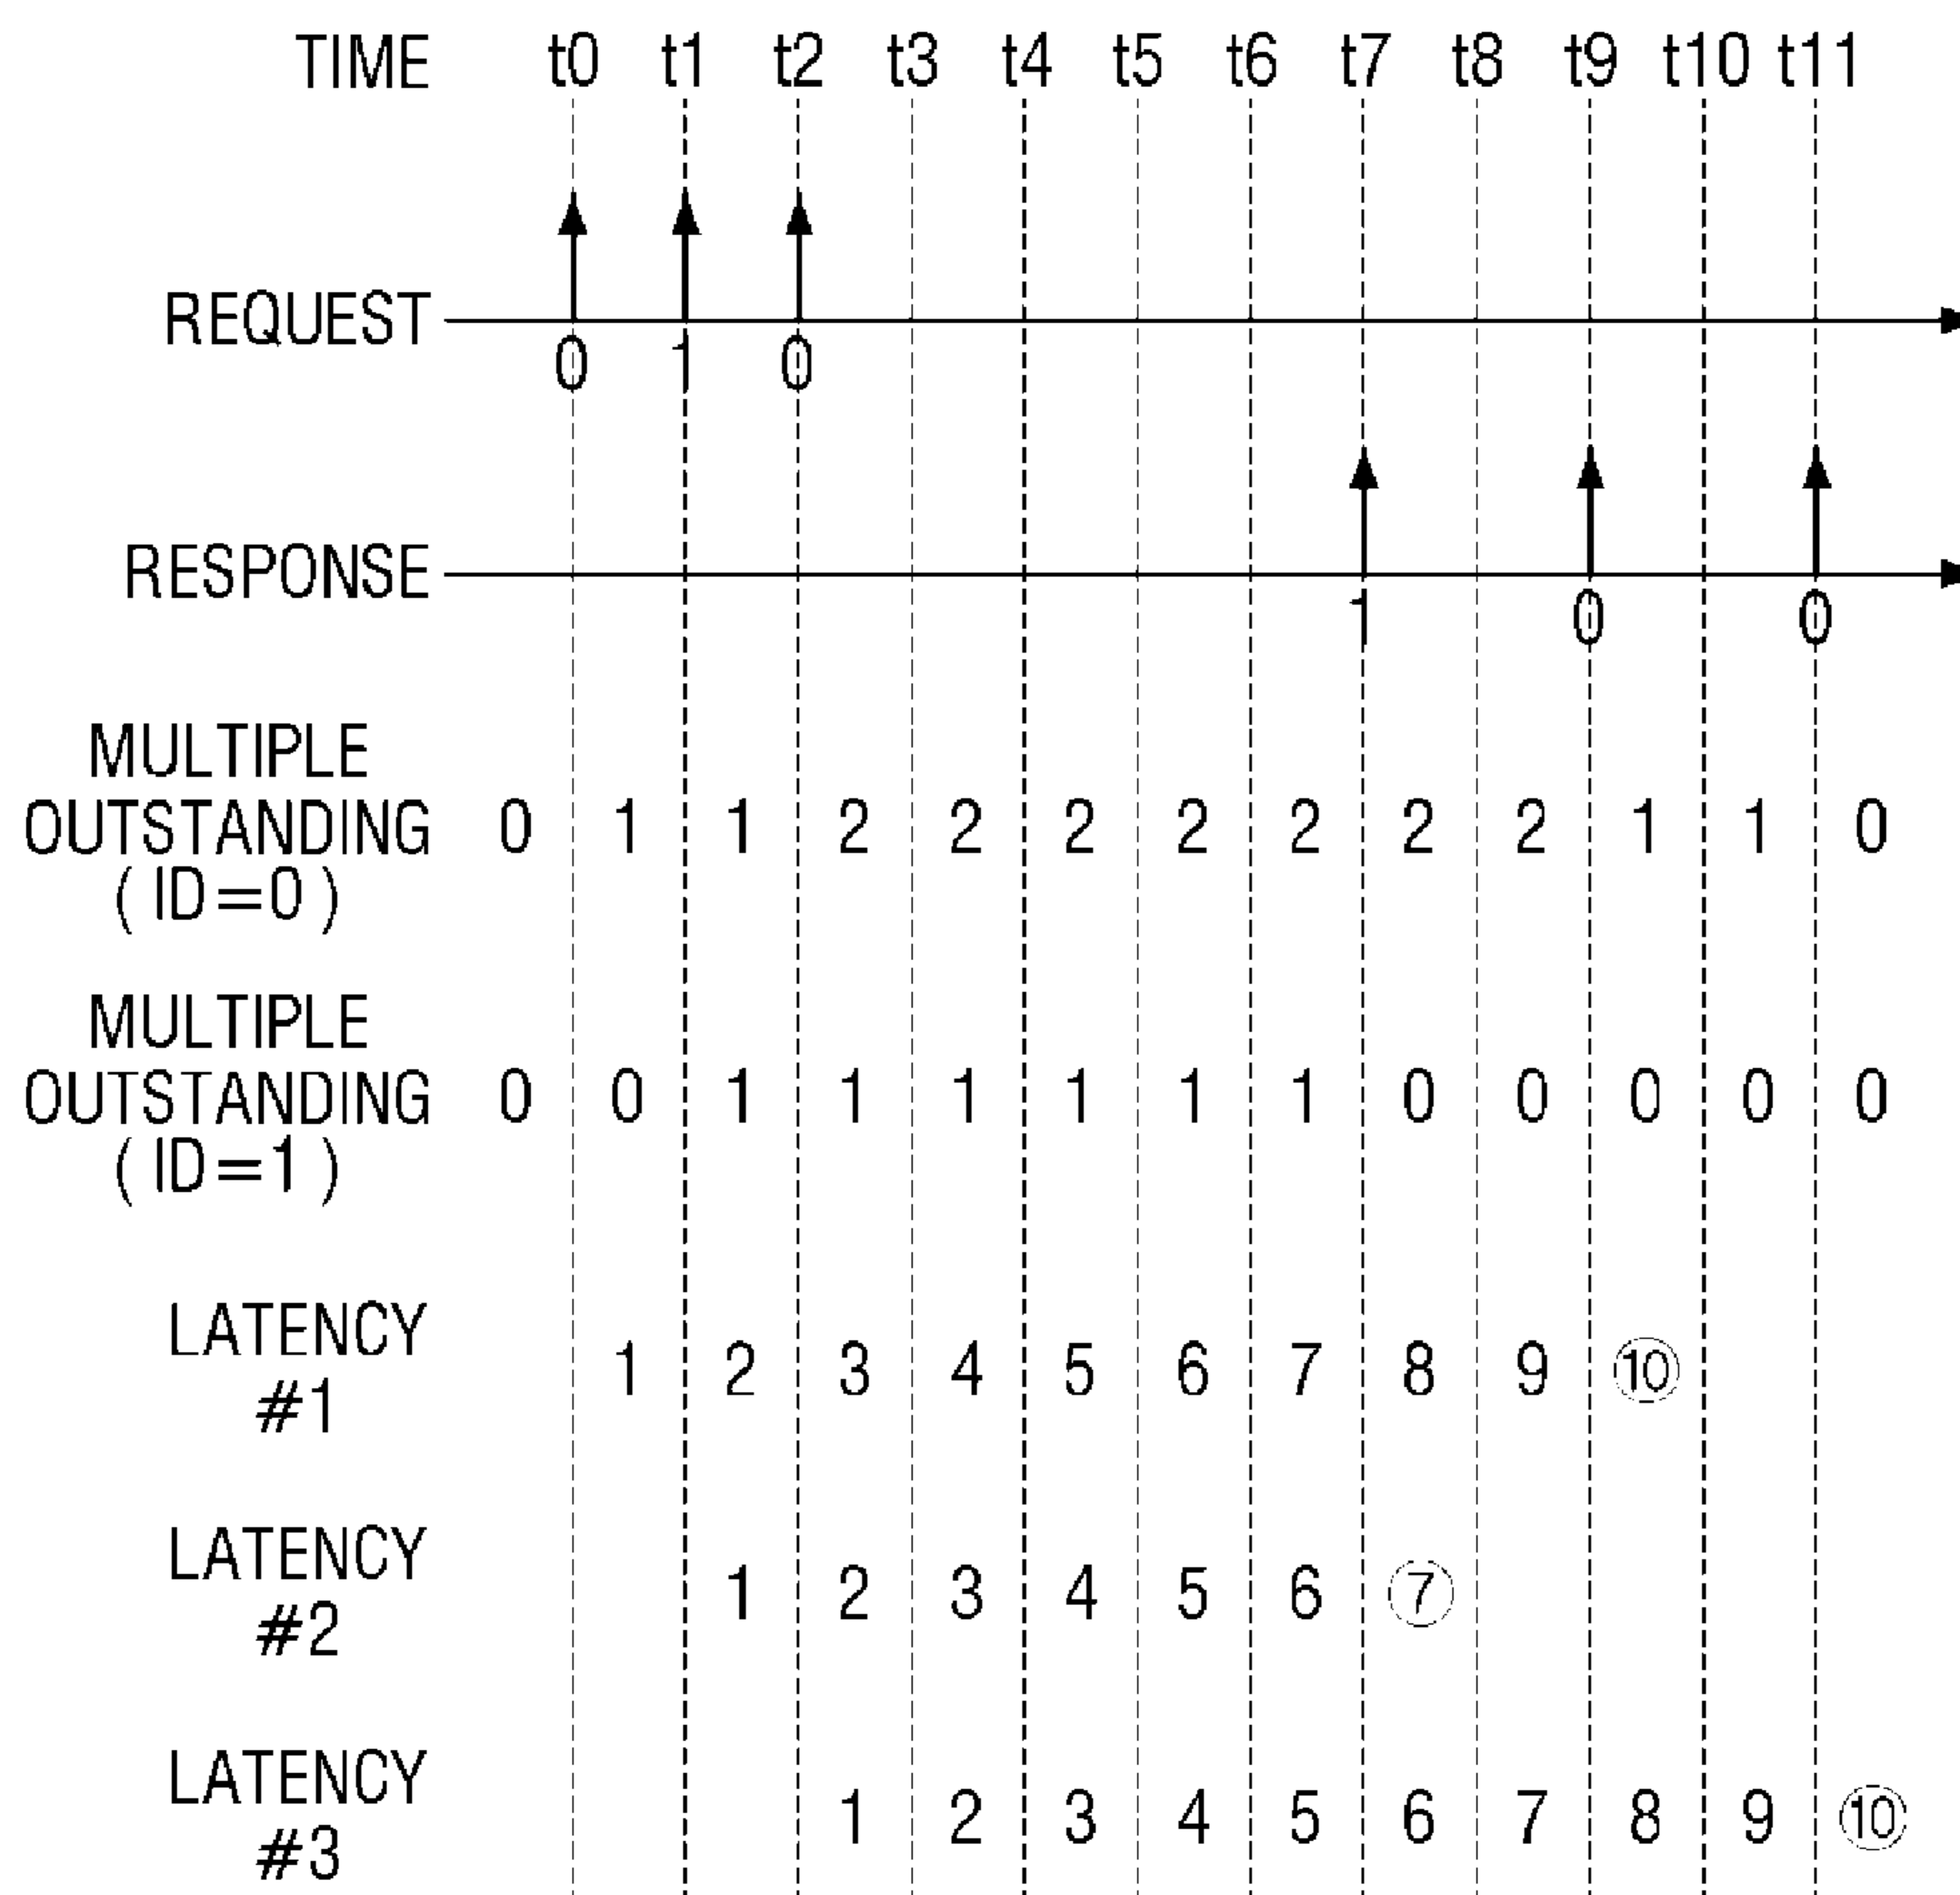 TIME t0 t1 t2 t3 t4 t5 t6 t7 t8 t9 t10 t11
REQUEST
0 1 0
RESPONSE
1 0 0
MULTIPLE
OUTSTANDING 0 1 1 2 2 2 2 2 2 2 1 1 0
(ID=0)
MULTIPLE
OUTSTANDING 0 0 1 1 1 1 1 1 0 0 0 0 0
(ID=1)
LATENCY
#1
1 2 3 4 5 6 7 8 9 10
LATENCY
#2
1 2 3 4 5 6 7
LATENCY
#3
1 2 3 4 5 6 7 8 9 10